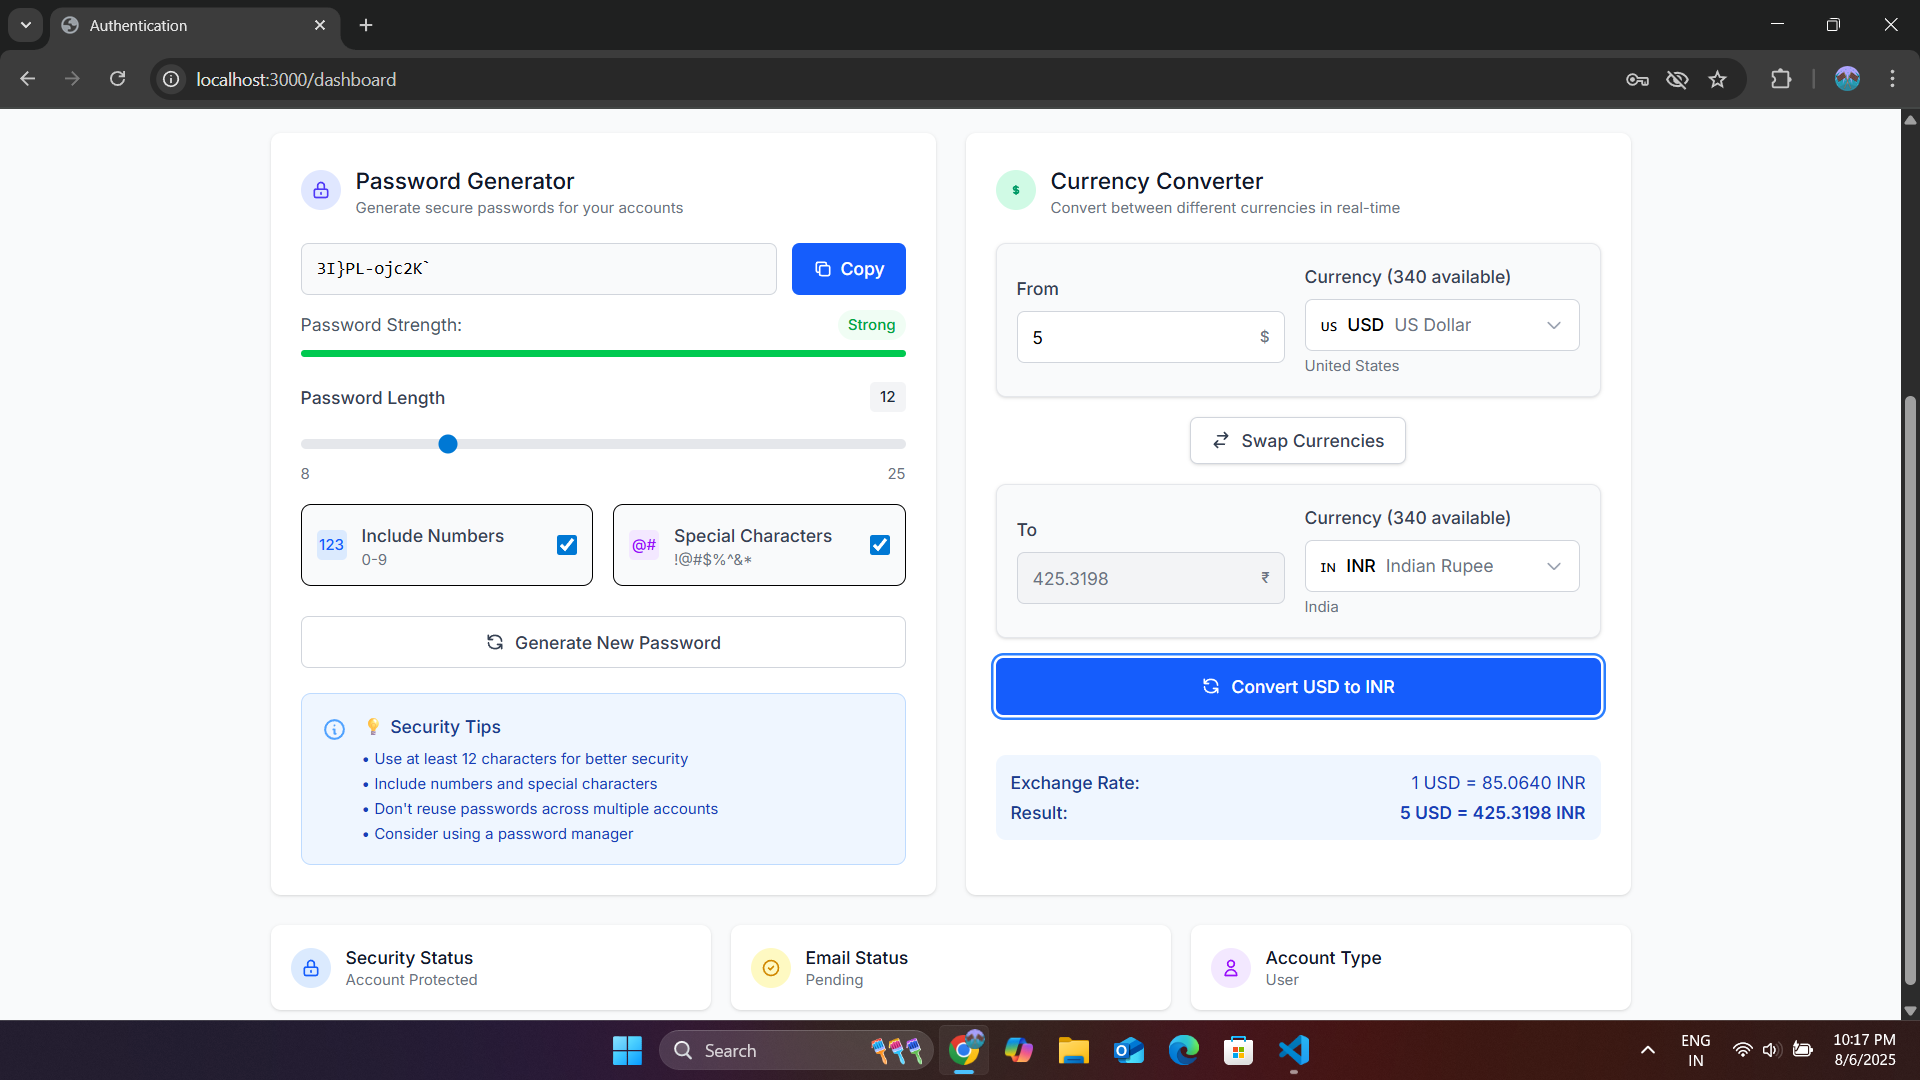 Authentication
localhost:3000/dashboard
Password Generator
Generate secure passwords for your accounts
3I}PL-ojc2K`
Copy
Password Strength:
Strong
Password Length
12
8
25
123
Include Numbers
0-9
@#
Special Characters
!@#$%^&*
Generate New Password
💡 Security Tips
• Use at least 12 characters for better security
• Include numbers and special characters
• Don't reuse passwords across multiple accounts
• Consider using a password manager
$
Currency Converter
Convert between different currencies in real-time
From
5
$
Currency (340 available)
US USD US Dollar
United States
Swap Currencies
To
425.3198
₹
Currency (340 available)
IN INR Indian Rupee
India
Convert USD to INR
Exchange Rate:
1 USD = 85.0640 INR
Result:
5 USD = 425.3198 INR
Security Status
Account Protected
Email Status
Pending
Account Type
User
Search
ENG
IN
10:17 PM
8/6/2025